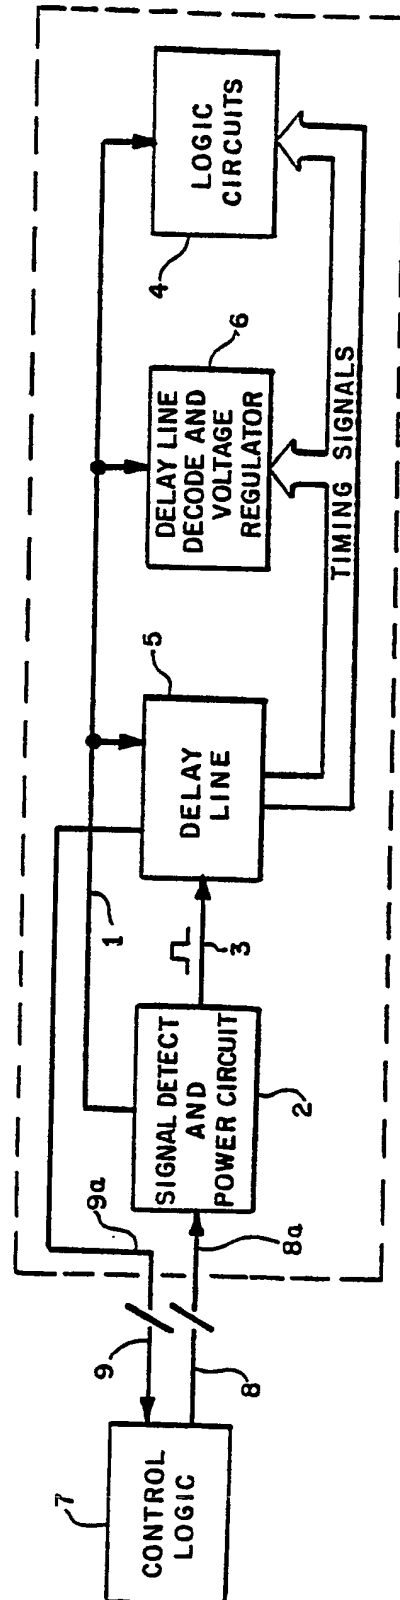 7
CONTROL
LOGIC
9
8
9a
8a
SIGNAL DETECT
AND
POWER CIRCUIT
2
1
3
DELAY
LINE
5
DELAY LINE
DECODE AND
VOLTAGE
REGULATOR
6
TIMING SIGNALS
LOGIC
CIRCUITS
4